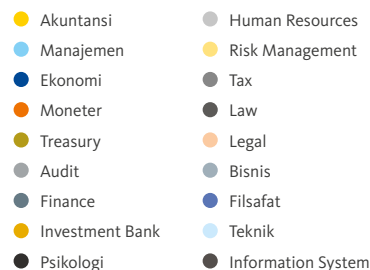 Akuntansi
Manajemen
Ekonomi
Moneter
Treasury
Audit
Finance
Investment Bank
Psikologi
Human Resources
Risk Management
Tax
Law
Legal
Bisnis
Filsafat
Teknik
Information System